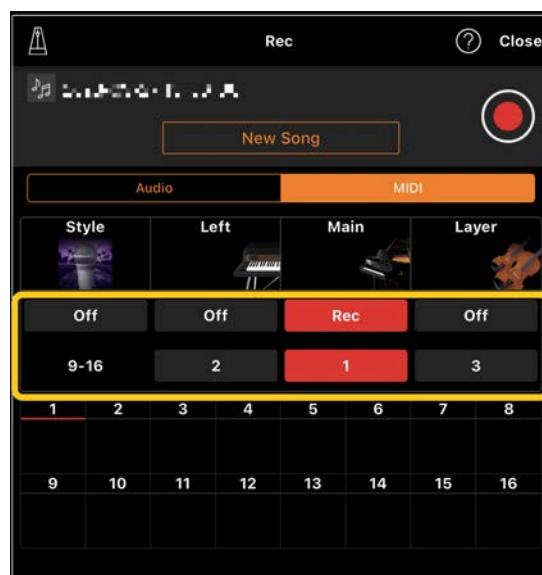 Rec ? Close
New Song
Audio MIDI
Style Left Main Layer
Off Off Rec Off
9-16 2 1 3
1 2 3 4 5 6 7 8
9 10 11 12 13 14 15 16